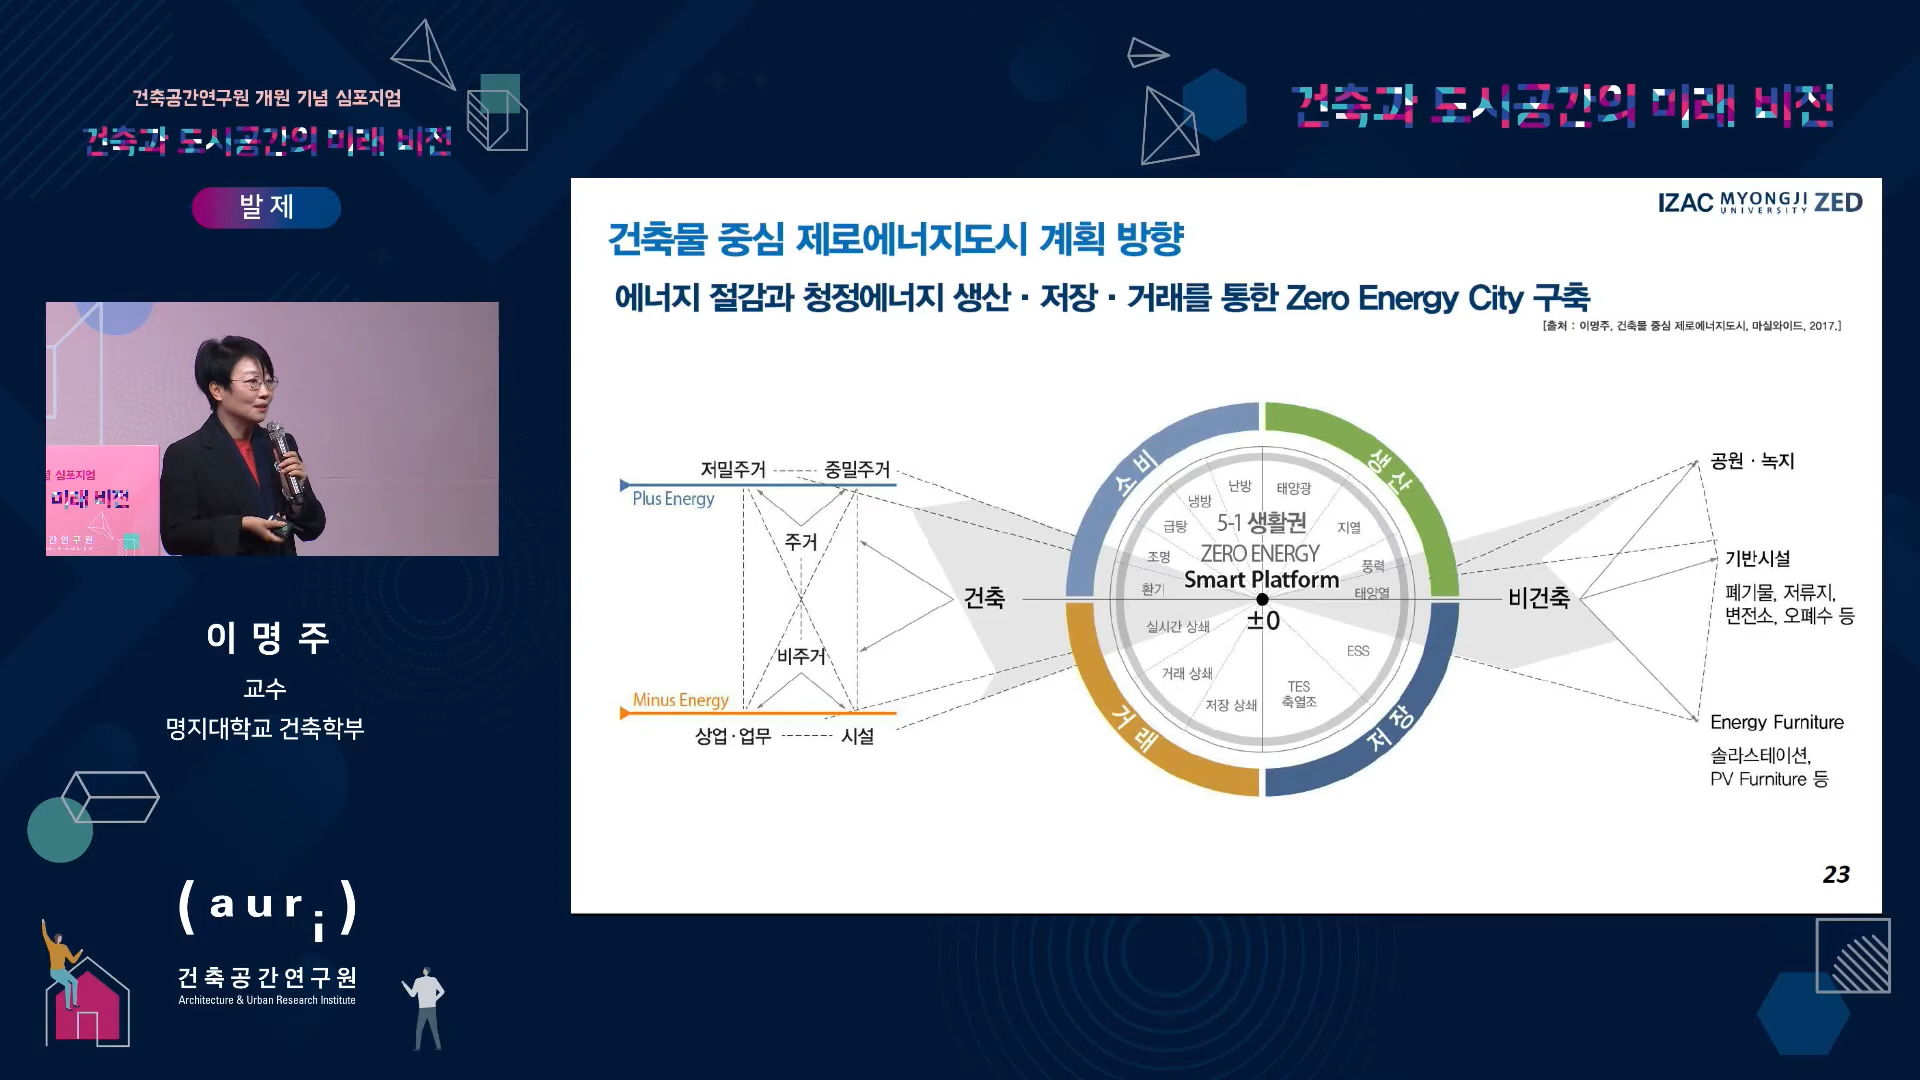 건축공간연구원 개원 기념 심포지엄
건축과 도시공간의 미래 비전
발 제
심포지엄
미래 비전
간연구원
이 명 주
교수
명지대학교 건축학부
(auri)
건축공간연구원
Architecture & Urban Research Institute
건축과 도시공간의 미래 비전
IZAC MYONGJI UNIVERSITY ZED
건축물 중심 제로에너지도시 계획 방향
에너지 절감과 청정에너지 생산 · 저장 · 거래를 통한 Zero Energy City 구축
[출처 : 이명주, 건축물 중심 제로에너지도시, 마실와이드, 2017.]
저밀주거 중밀주거
Plus Energy
주거
비주거
Minus Energy
상업·업무 시설
건축
소비
생산
거래
저장
난방
태양광
냉방
급탕
5-1 생활권
지열
조명
ZERO ENERGY
풍력
환기
Smart Platform
태양열
±0
실시간 상쇄
ESS
거래 상쇄
TES
축열조
저장 상쇄
비건축
공원 · 녹지
기반시설
폐기물, 저류지,
변전소, 오폐수 등
Energy Furniture
솔라스테이션,
PV Furniture 등
23